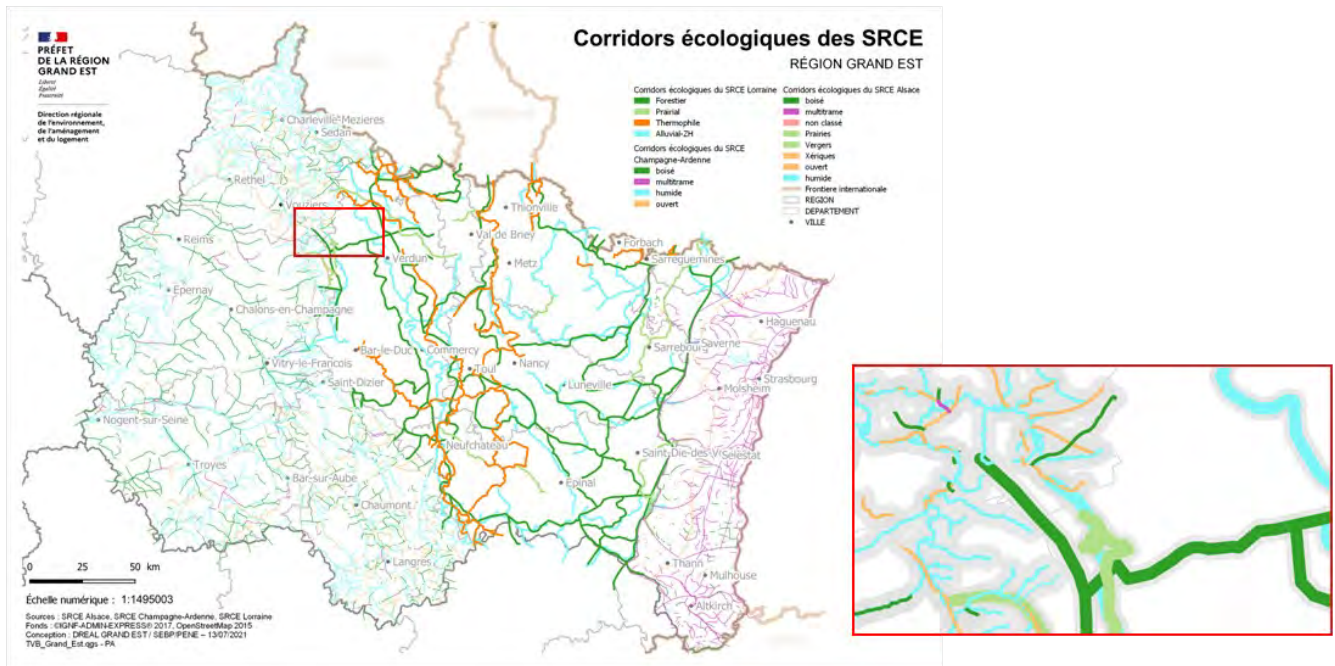 PRÉFET
DE LA RÉGION
GRAND EST
Liberté
Égalité
Fraternité
Direction régionale
de l'environnement,
de l'aménagement
et du logement
Corridors écologiques des SRCE
RÉGION GRAND EST
Corridors écologiques du SRCE Lorraine
Forestier
Prairial
Thermophile
Alluvial-ZH
Corridors écologiques du SRCE
Champagne-Ardenne
boisé
multitrame
humide
ouvert
Corridors écologiques du SRCE Alsace
boisé
multitrame
non classé
Prairies
Vergers
Xériques
ouvert
humide
Frontiere internationale
REGION
DEPARTEMENT
VILLE
Charleville-Mezieres
Sedan
Rethel
Vouziers
Thionville
Reims
Val de Briey
Forbach
Verdun
Metz
Sarreguemines
Epernay
Chalons-en-Champagne
Haguenau
Bar-le-Duc
Commercy
Sarrebourg
Saverne
Vitry-le-Francois
Toul
Nancy
Strasbourg
Saint-Dizier
Luneville
Molsheim
Nogent-sur-Seine
Neufchateau
Saint-Die-des-V
Selestat
Troyes
Bar-sur-Aube
Epinal
Chaumont
Langres
Thann
Mulhouse
Altkirch
0 25 50 km
Échelle numérique : 1:1495003
Sources : SRCE Alsace, SRCE Champagne-Ardenne, SRCE Lorraine
Fonds : ©IGNF-ADMIN-EXPRESS® 2017, OpenStreetMap 2015
Conception : DREAL GRAND EST / SEBP/PENE – 13/07/2021
TVB_Grand_Est.qgs - PA